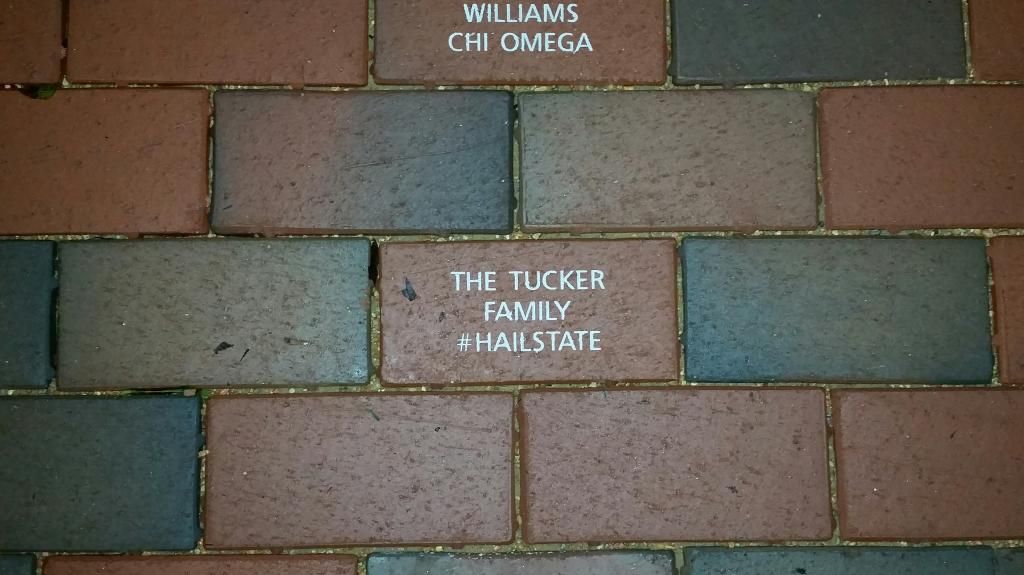 WILLIAMS
CHI OMEGA
THE TUCKER
FAMILY
#HAILSTATE